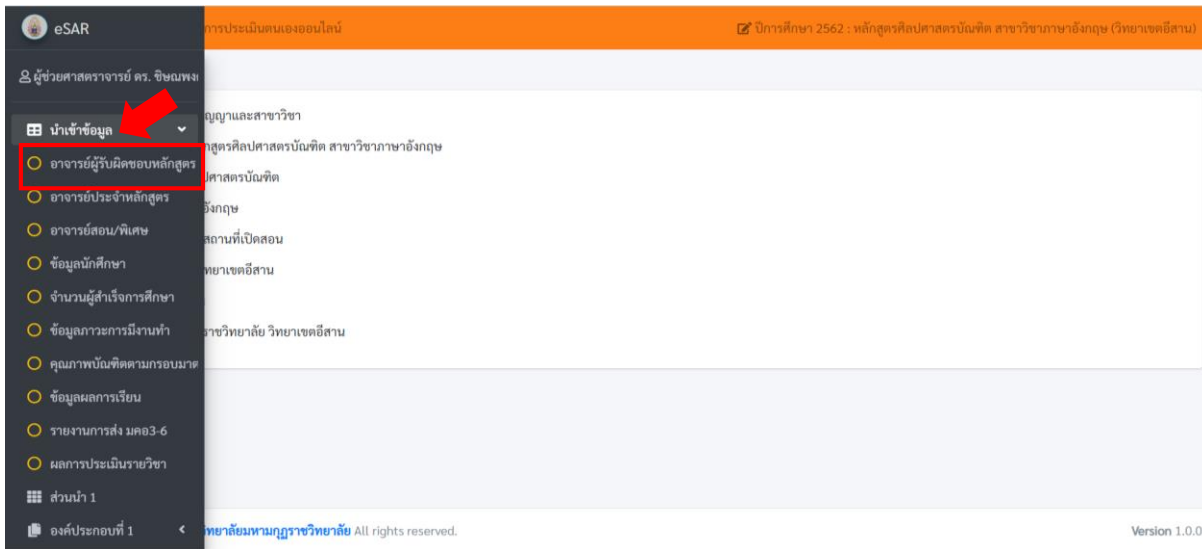 eSAR
การประเมินตนเองออนไลน์
ปีการศึกษา 2562 : หลักสูตรศิลปศาสตรบัณฑิต สาขาวิชาภาษาอังกฤษ (วิทยาเขตอีสาน)
ผู้ช่วยศาสตราจารย์ ดร. ชิษณพง
นำเข้าข้อมูล
อาจารย์ผู้รับผิดชอบหลักสูตร
อาจารย์ประจำหลักสูตร
อาจารย์สอน/พิเศษ
ข้อมูลนักศึกษา
จำนวนผู้สำเร็จการศึกษา
ข้อมูลภาวะการมีงานทำ
คุณภาพบัณฑิตตามกรอบมาต
ข้อมูลผลการเรียน
รายงานการส่ง มคอ3-6
ผลการประเมินรายวิชา
ส่วนนำ 1
องค์ประกอบที่ 1
ญญาและสาขาวิชา
กสูตรศิลปศาสตรบัณฑิต สาขาวิชาภาษาอังกฤษ
ปศาสตรบัณฑิต
อังกฤษ
สถานที่เปิดสอน
ทยาเขตอีสาน
ราชวิทยาลัย วิทยาเขตอีสาน
วิทยาลัยมหามกุฏราชวิทยาลัย All rights reserved.
Version 1.0.0